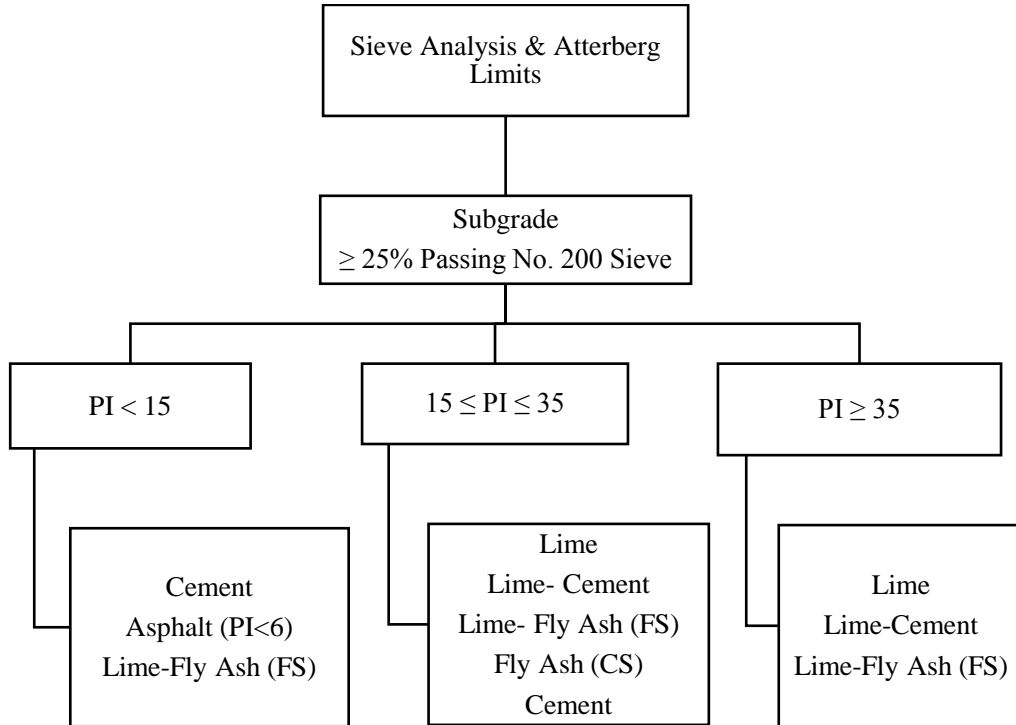 Sieve Analysis & Atterberg
Limits
Subgrade
≥ 25% Passing No. 200 Sieve
PI < 15
15 ≤ PI ≤ 35
PI ≥ 35
Cement
Asphalt (PI<6)
Lime-Fly Ash (FS)
Lime
Lime- Cement
Lime- Fly Ash (FS)
Fly Ash (CS)
Cement
Lime
Lime-Cement
Lime-Fly Ash (FS)